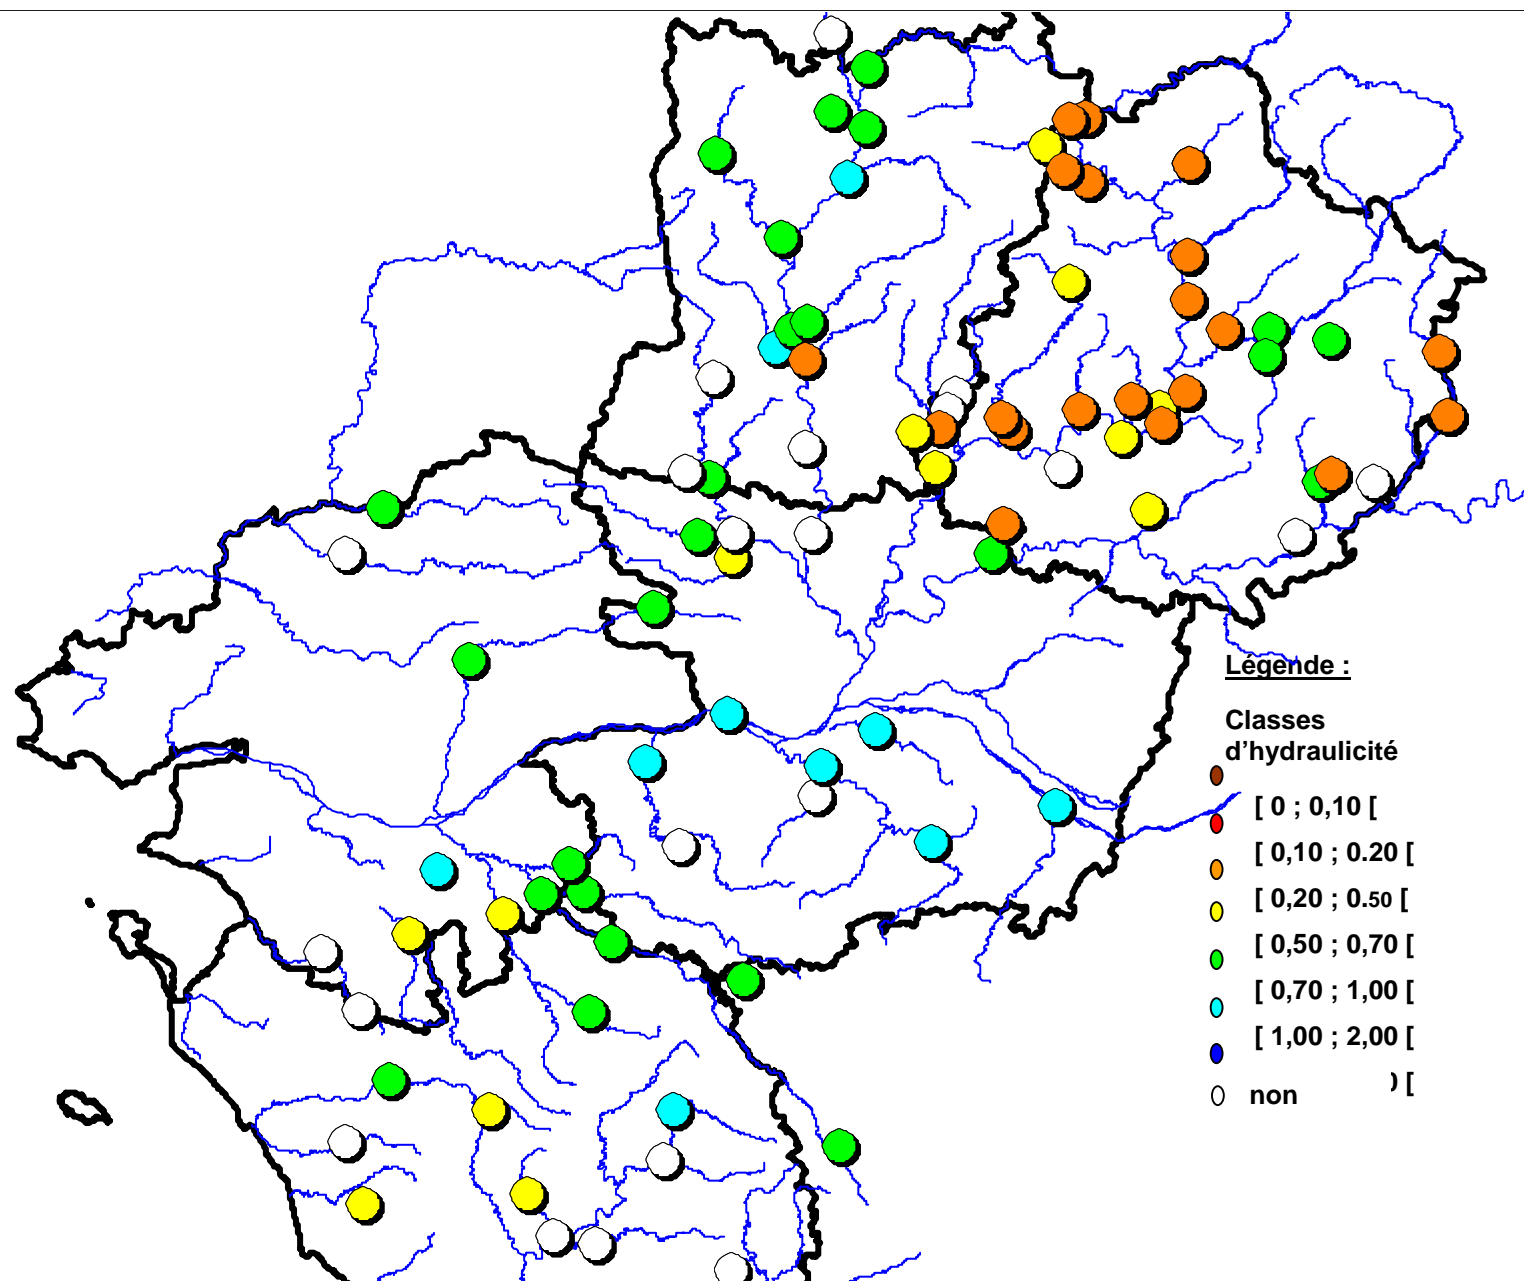 Légende :
Classes
d’hydraulicité
[ 0 ; 0,10 [
[ 0,10 ; 0.20 [
[ 0,20 ; 0.50 [
[ 0,50 ; 0,70 [
[ 0,70 ; 1,00 [
[ 1,00 ; 2,00 [
[
non